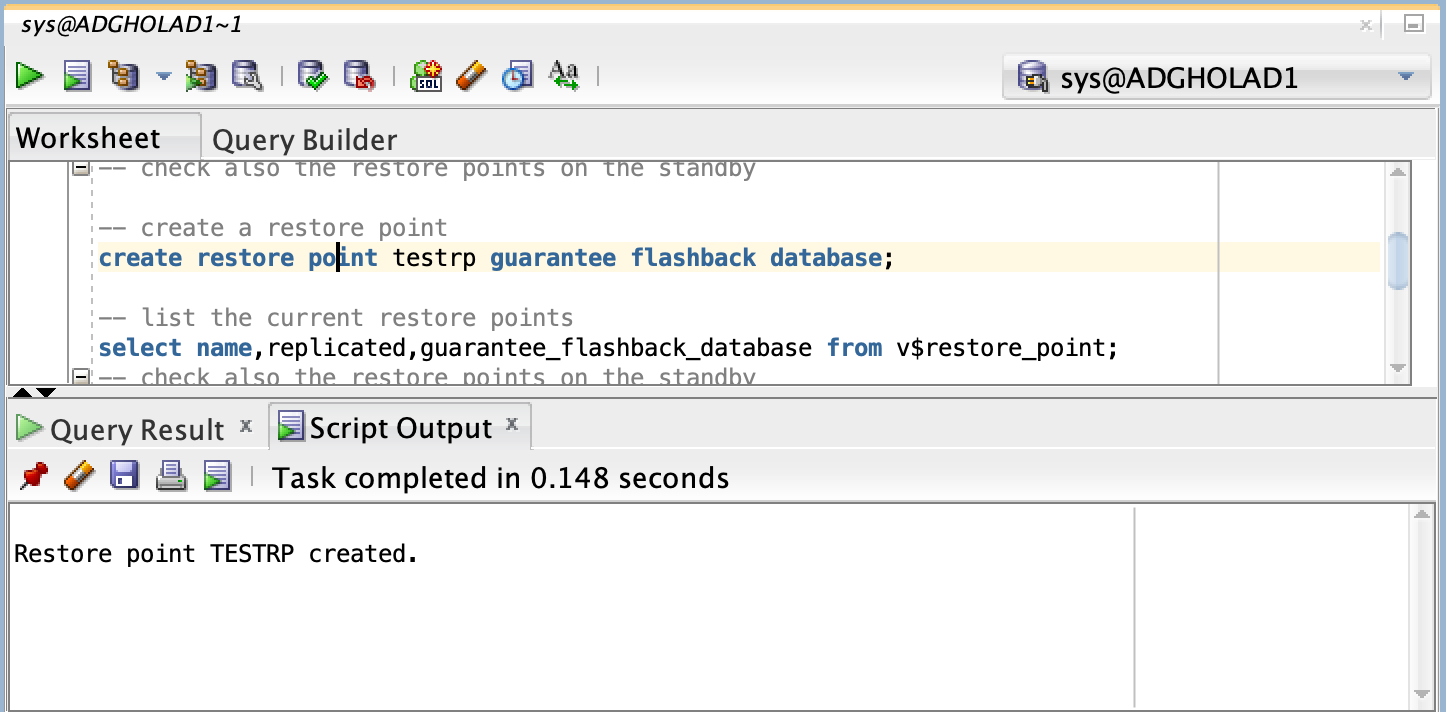 sys@ADGHOLAD1~1
sys@ADGHOLAD1
Worksheet Query Builder
-- check also the restore points on the standby
-- create a restore point
create restore point testrp guarantee flashback database;
-- list the current restore points
select name,replicated,guarantee_flashback_database from v$restore_point;
-- check also the restore points on the standby
Query Result x Script Output x
Task completed in 0.148 seconds
Restore point TESTRP created.